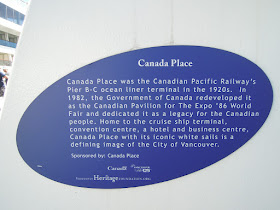 Canada Place
Canada Place was the Canadian Pacific Railway's
Pier B-C ocean liner terminal in the 1920s. In
1982, the Government of Canada redeveloped it
as the Canadian Pavilion for The Expo '86 World
Fair and dedicated it as a legacy for the Canadian
people. Home to the cruise ship terminal,
convention centre, a hotel and business centre,
Canada Place with its iconic white sails is a
defining image of the City of Vancouver.
Sponsored by: Canada Place
Canada
Heritage